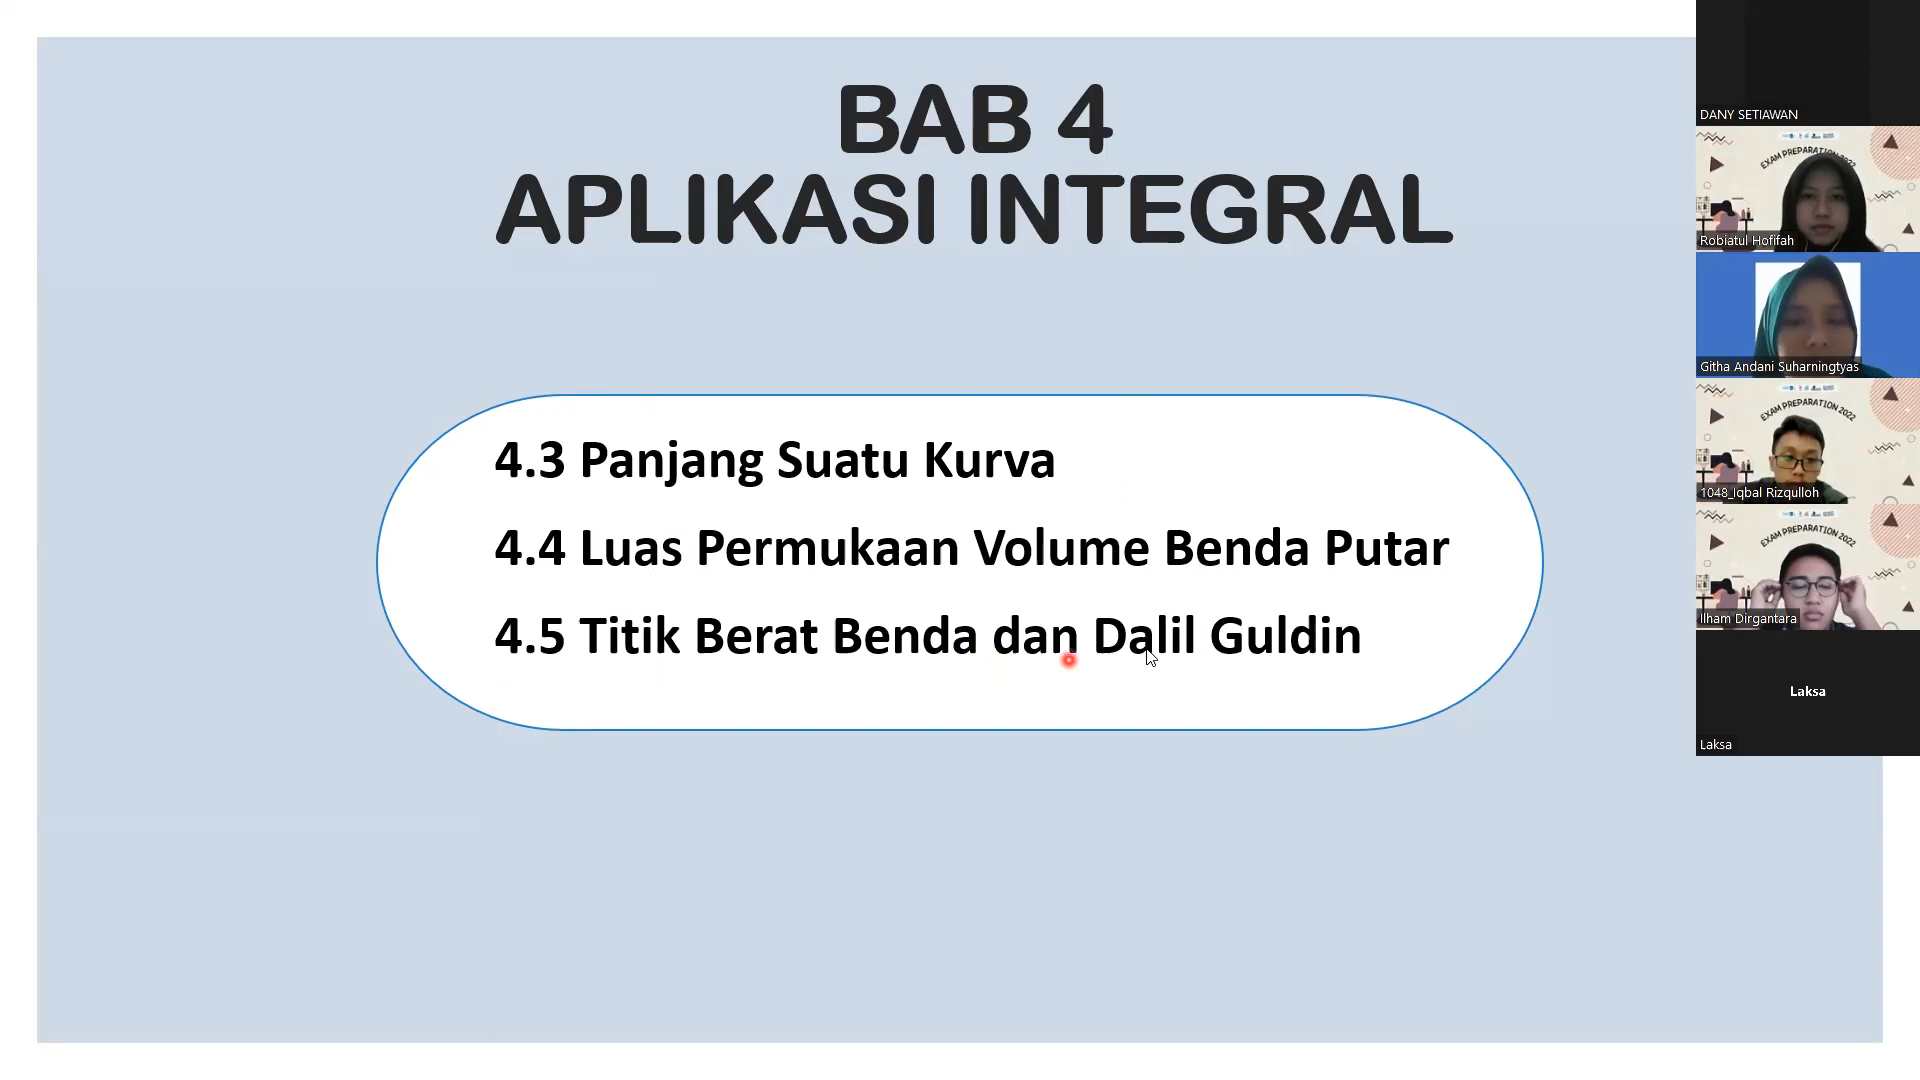 BAB 4
APLIKASI INTEGRAL
4.3 Panjang Suatu Kurva
4.4 Luas Permukaan Volume Benda Putar
4.5 Titik Berat Benda dan Dalil Guldin
DANY SETIAWAN
EXAM PREPARATION 2022
Robiatul Hofifah
Githa Andani Suharningtyas
EXAM PREPARATION 2022
1048_Iqbal Rizqulloh
EXAM PREPARATION 2022
Ilham Dirgantara
Laksa
Laksa